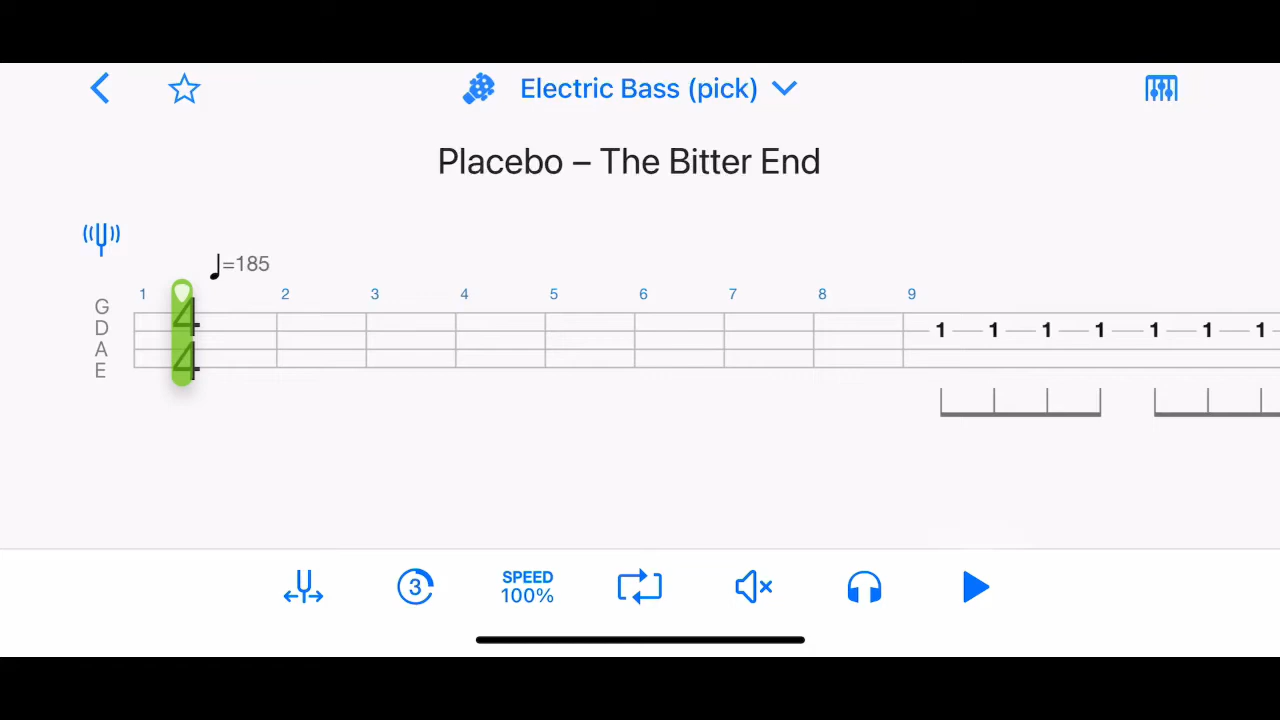 Electric Bass (pick)
Placebo – The Bitter End
♩=185
1 2 3 4 5 6 7 8 9
4
4
G
D 1 1 1 1 1 1 1
A
E
3
SPEED
100%